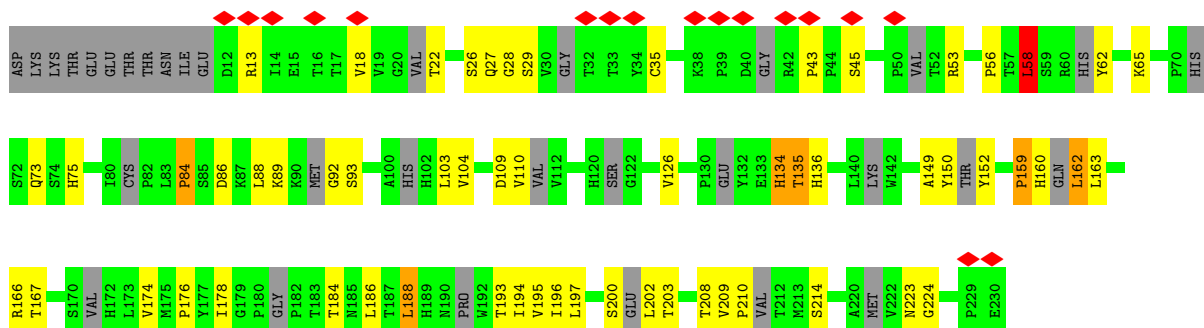 ASP LYS LYS THR GLU GLU THR THR ASN ILE GLU D12 R13 I14 E15 T16 T17 V18 V19 G20 VAL T22 S26 Q27 G28 S29 V30 GLY T32 T33 Y34 C35 K38 P39 D40 GLY R42 P43 P44 S45 P50 VAL T52 R53 P56 T57 L58 S59 R60 HIS Y62 K65 P70 HIS
S72 Q73 S74 H75 I80 CYS P82 L83 P84 S85 D86 K87 L88 K89 K90 MET G92 S93 A100 HIS H102 L103 V104 D109 V110 VAL V112 H120 SER G122 V126 P130 GLU Y132 E133 H134 T135 H136 L140 LYS W142 A149 Y150 THR Y152 P159 H160 GLN L162 L163
R166 T167 S170 VAL H172 L173 V174 M175 P176 Y177 I178 G179 P180 GLY P182 T183 T184 N185 L186 T187 L188 H189 N190 PRO W192 T193 I194 V195 I196 L197 S200 GLU L202 T203 T208 V209 P210 VAL T212 M213 S214 A220 MET V222 N223 G224 P229 E230